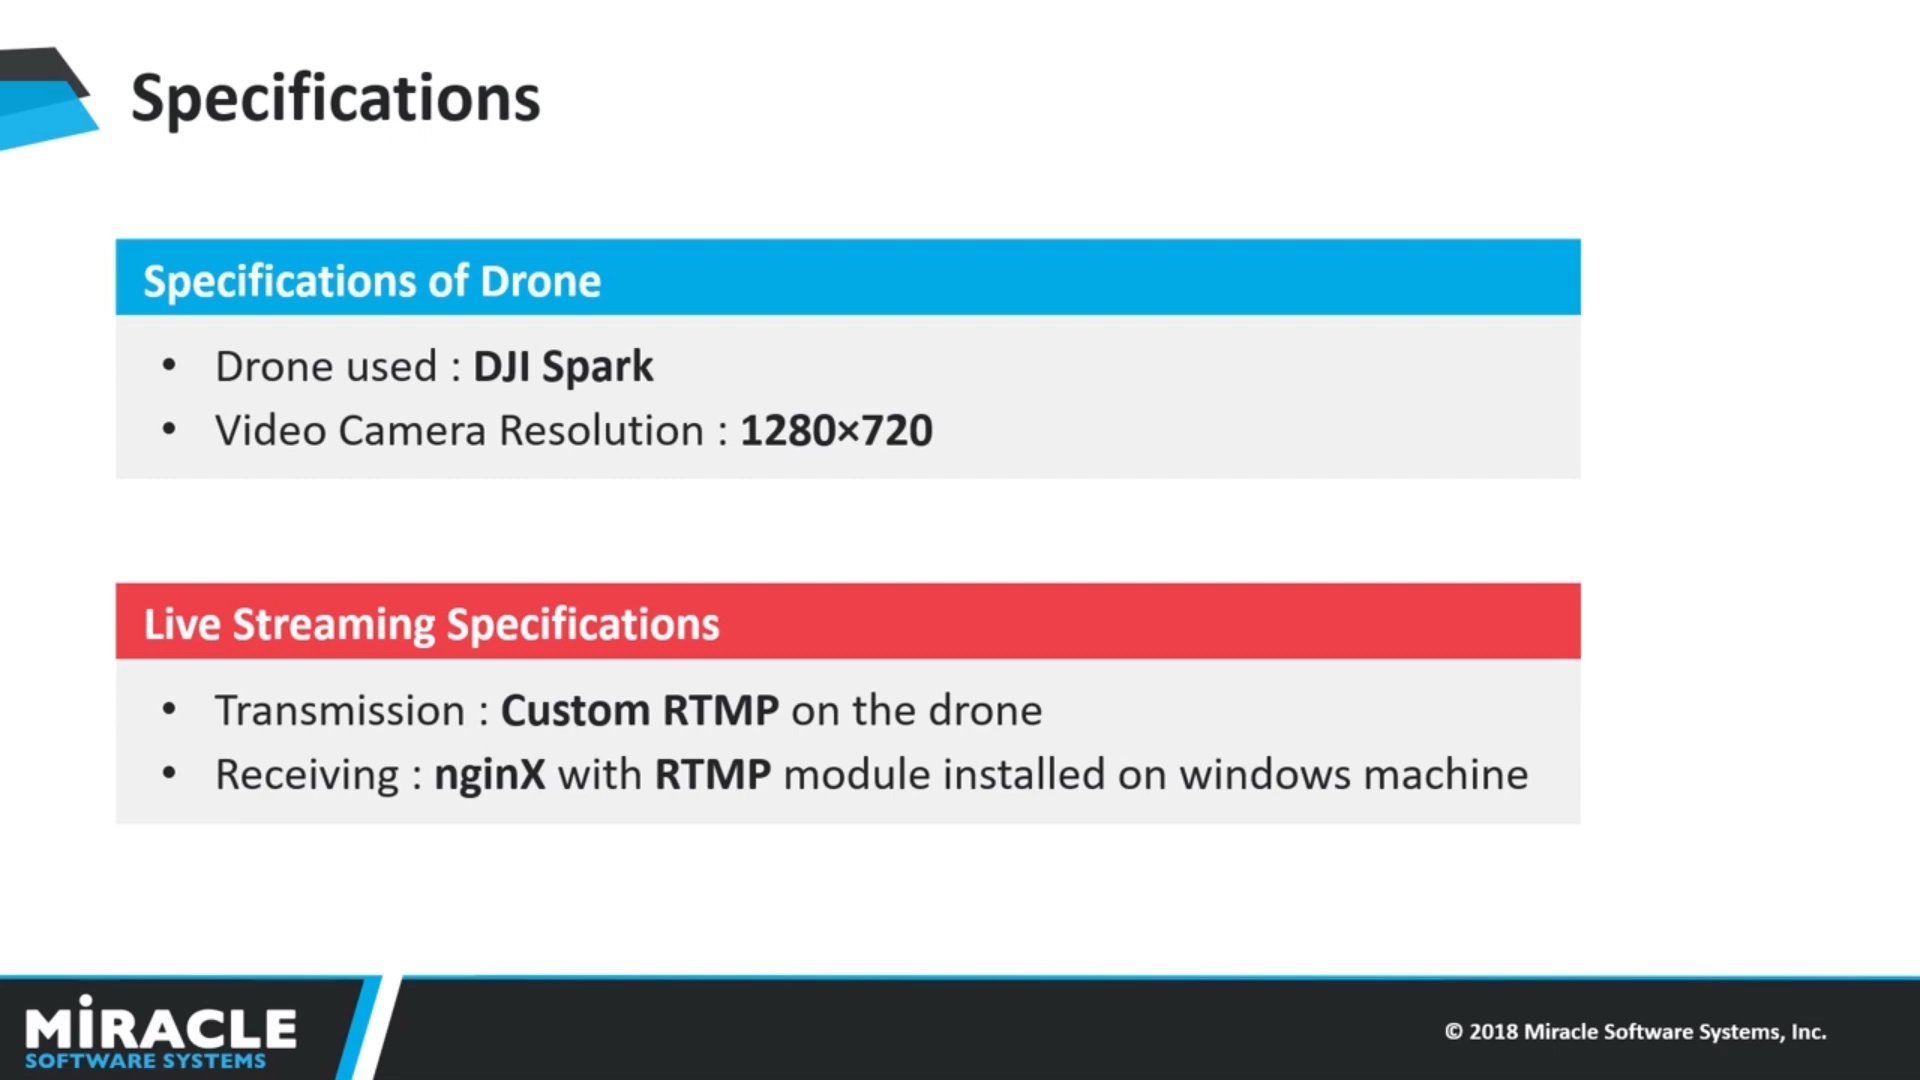 Specifications
Specifications of Drone
• Drone used : DJI Spark
• Video Camera Resolution : 1280×720
Live Streaming Specifications
• Transmission : Custom RTMP on the drone
• Receiving : nginX with RTMP module installed on windows machine
MiRACLE
SOFTWARE SYSTEMS
© 2018 Miracle Software Systems, Inc.